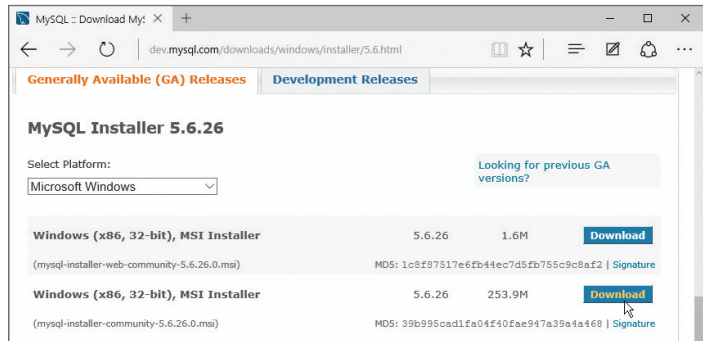 MySQL :: Download MyS
dev.mysql.com/downloads/windows/installer/5.6.html
Generally Available (GA) Releases
Development Releases
MySQL Installer 5.6.26
Select Platform:
Looking for previous GA
versions?
Microsoft Windows
Windows (x86, 32-bit), MSI Installer 5.6.26 1.6M Download
(mysql-installer-web-community-5.6.26.0.msi) MD5: 1c8f87517e6fb44ec7d5fb755c9c8af2 | Signature
Windows (x86, 32-bit), MSI Installer 5.6.26 253.9M Download
(mysql-installer-community-5.6.26.0.msi) MD5: 39b995cad1fa04f40fae947a39a4a468 | Signature